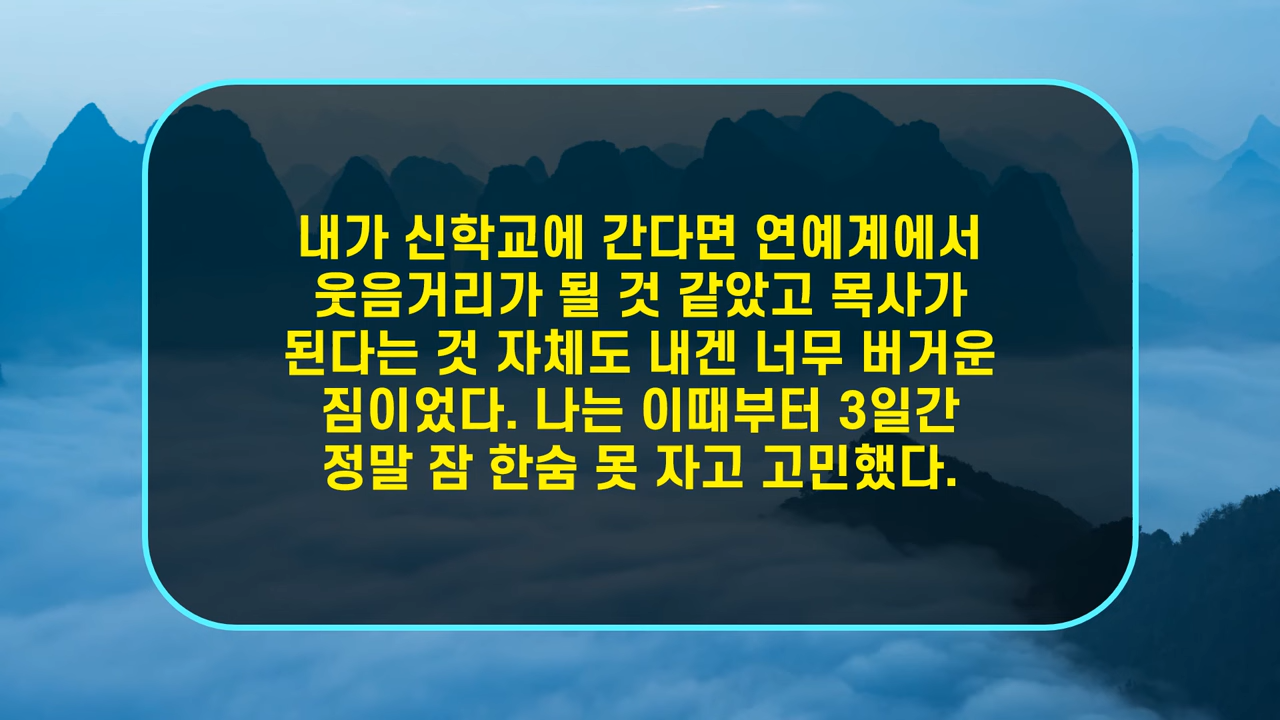 내가 신학교에 간다면 연예계에서
웃음거리가 될 것 같았고 목사가
된다는 것 자체도 내겐 너무 버거운
짐이었다. 나는 이때부터 3일간
정말 잠 한숨 못 자고 고민했다.